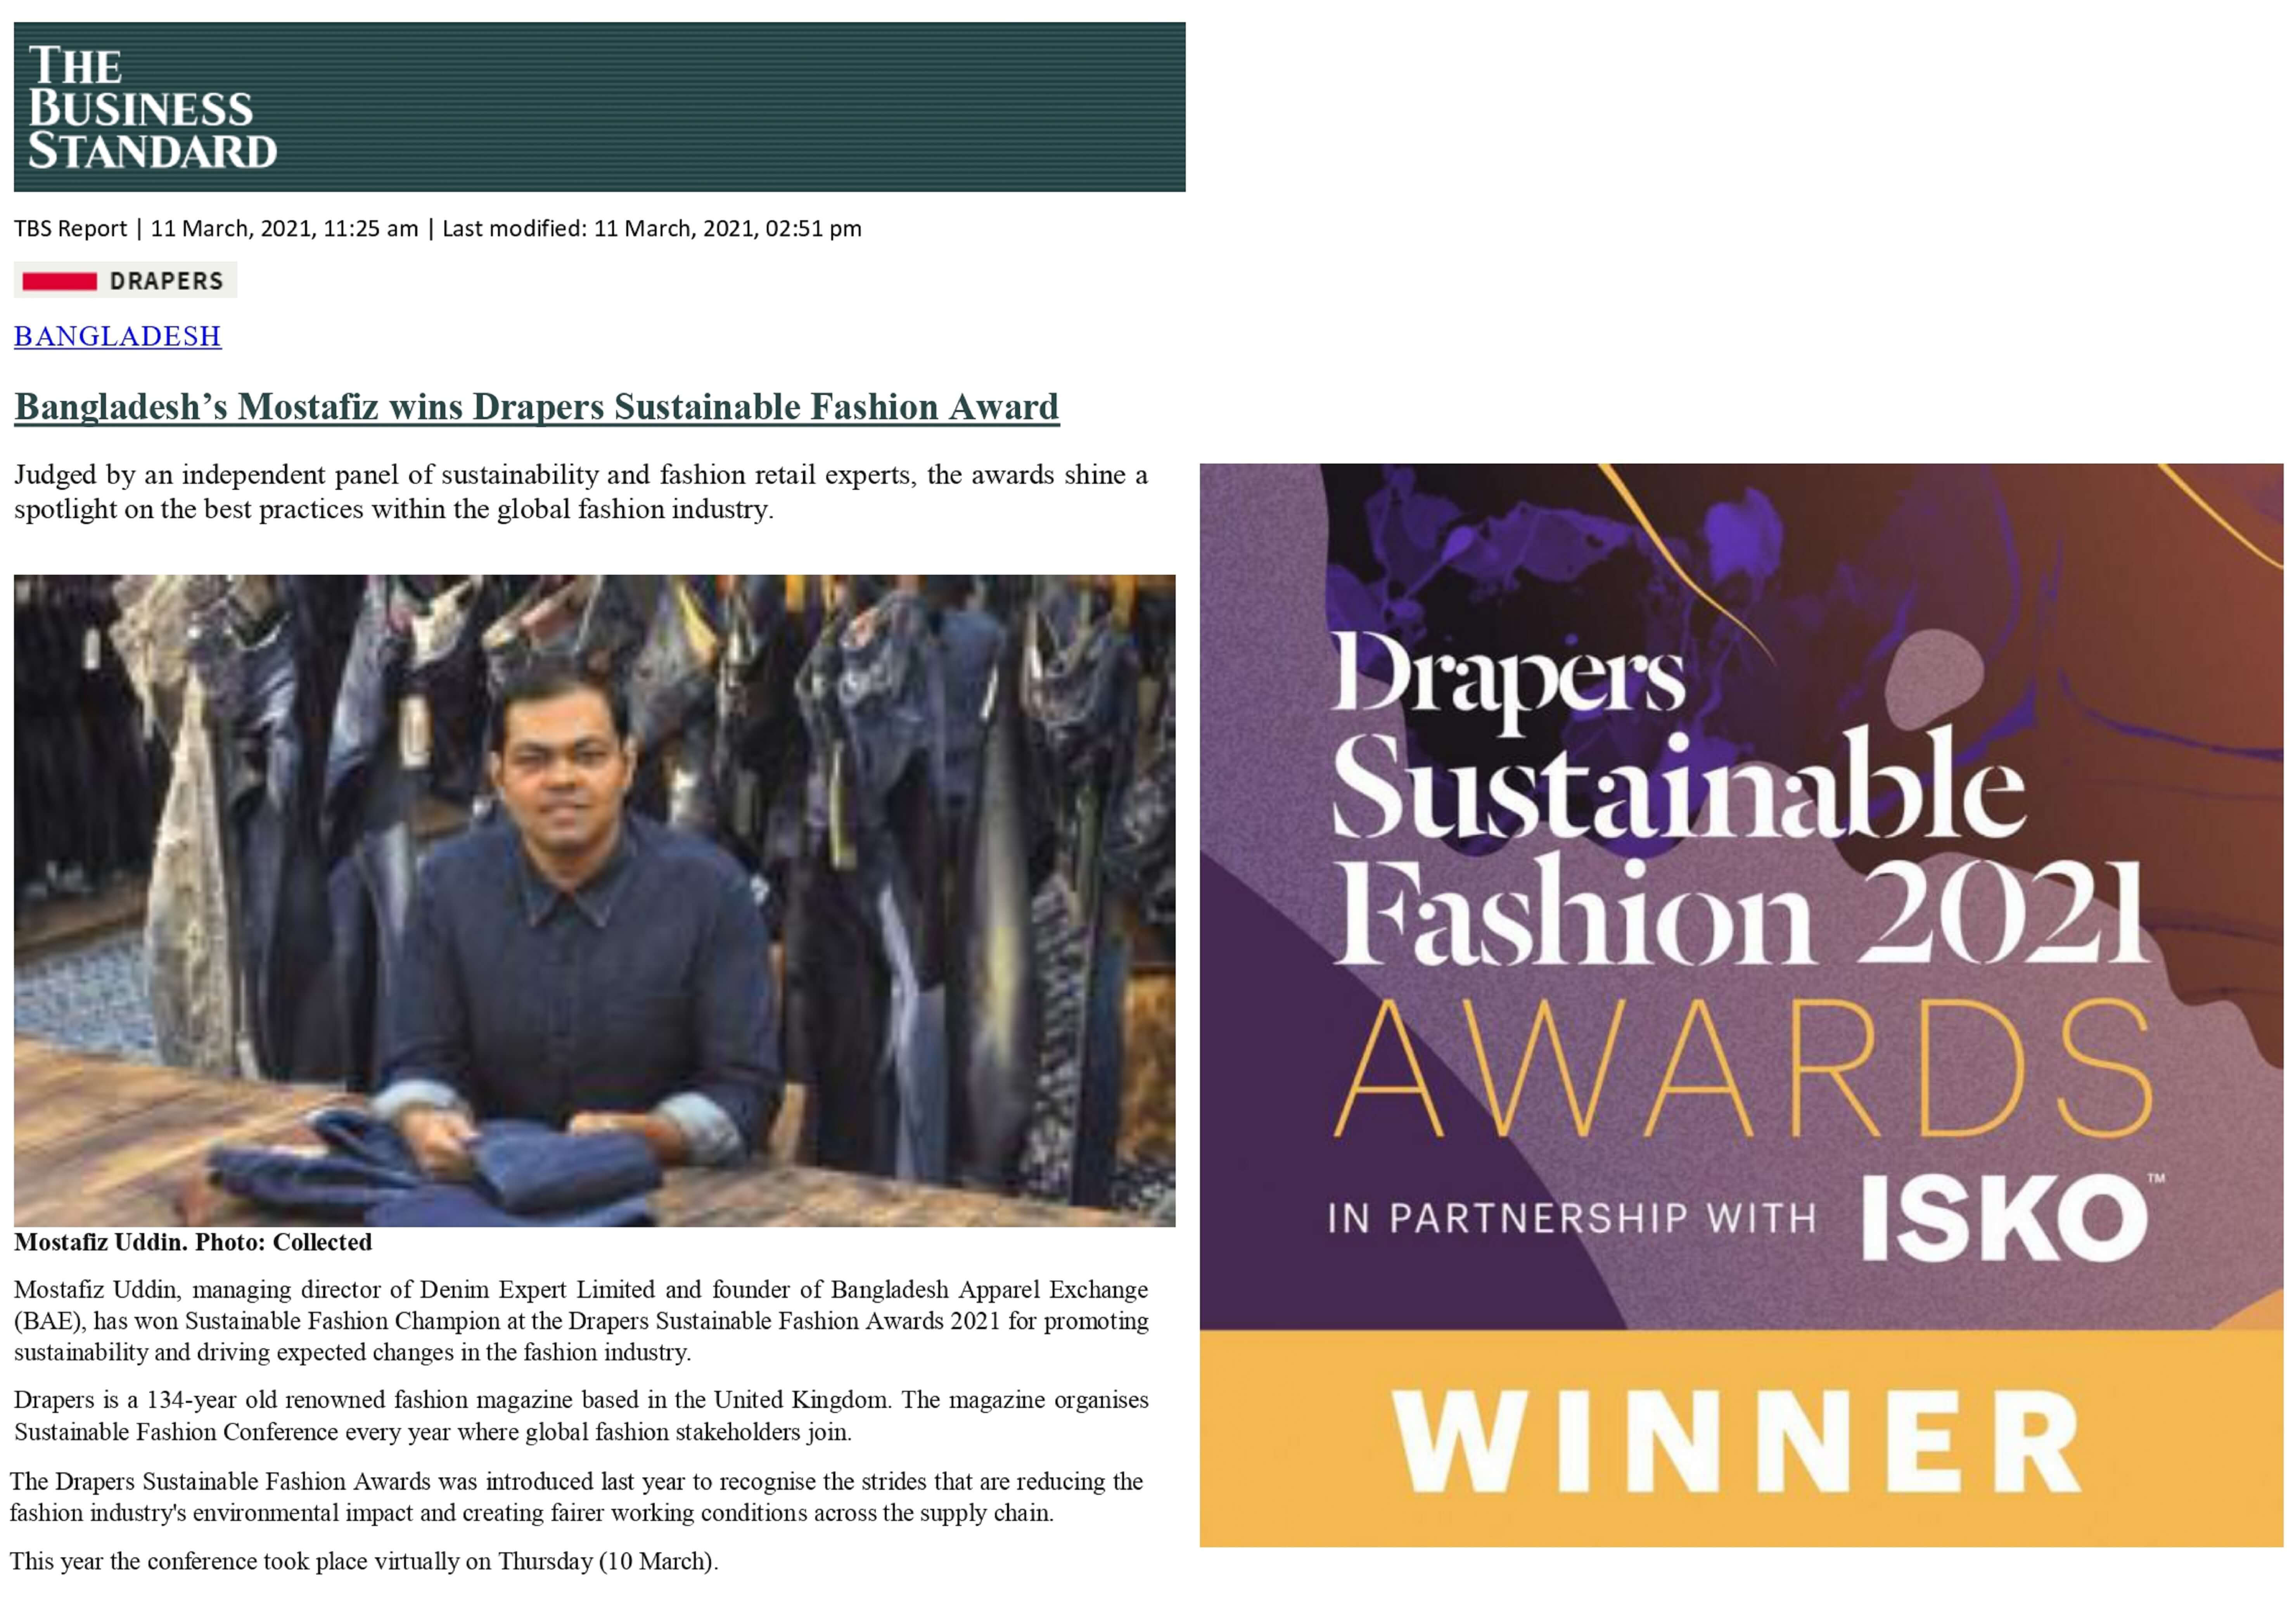 THE
BUSINESS
STANDARD
TBS Report | 11 March, 2021, 11:25 am | Last modified: 11 March, 2021, 02:51 pm
DRAPERS
BANGLADESH
Bangladesh’s Mostafiz wins Drapers Sustainable Fashion Award
Judged by an independent panel of sustainability and fashion retail experts, the awards shine a
spotlight on the best practices within the global fashion industry.
Mostafiz Uddin. Photo: Collected
Mostafiz Uddin, managing director of Denim Expert Limited and founder of Bangladesh Apparel Exchange
(BAE), has won Sustainable Fashion Champion at the Drapers Sustainable Fashion Awards 2021 for promoting
sustainability and driving expected changes in the fashion industry.
Drapers is a 134-year old renowned fashion magazine based in the United Kingdom. The magazine organises
Sustainable Fashion Conference every year where global fashion stakeholders join.
The Drapers Sustainable Fashion Awards was introduced last year to recognise the strides that are reducing the
fashion industry's environmental impact and creating fairer working conditions across the supply chain.
This year the conference took place virtually on Thursday (10 March).
Drapers
Sustainable
Fashion 2021
AWARDS
IN PARTNERSHIP WITH ISKO™
WINNER